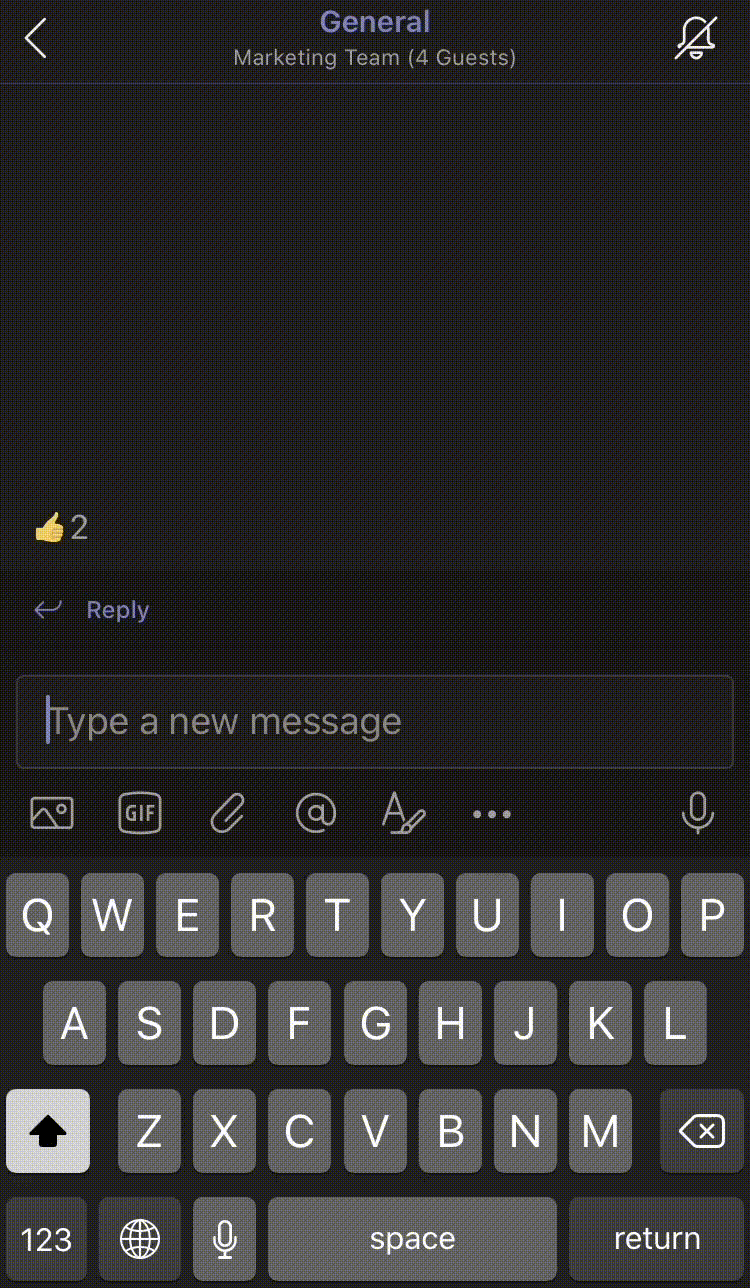 General
Marketing Team (4 Guests)
👍 2
Reply
Type a new message
GIF
Q W E R T Y U I O P
A S D F G H J K L
Z X C V B N M
123 space return